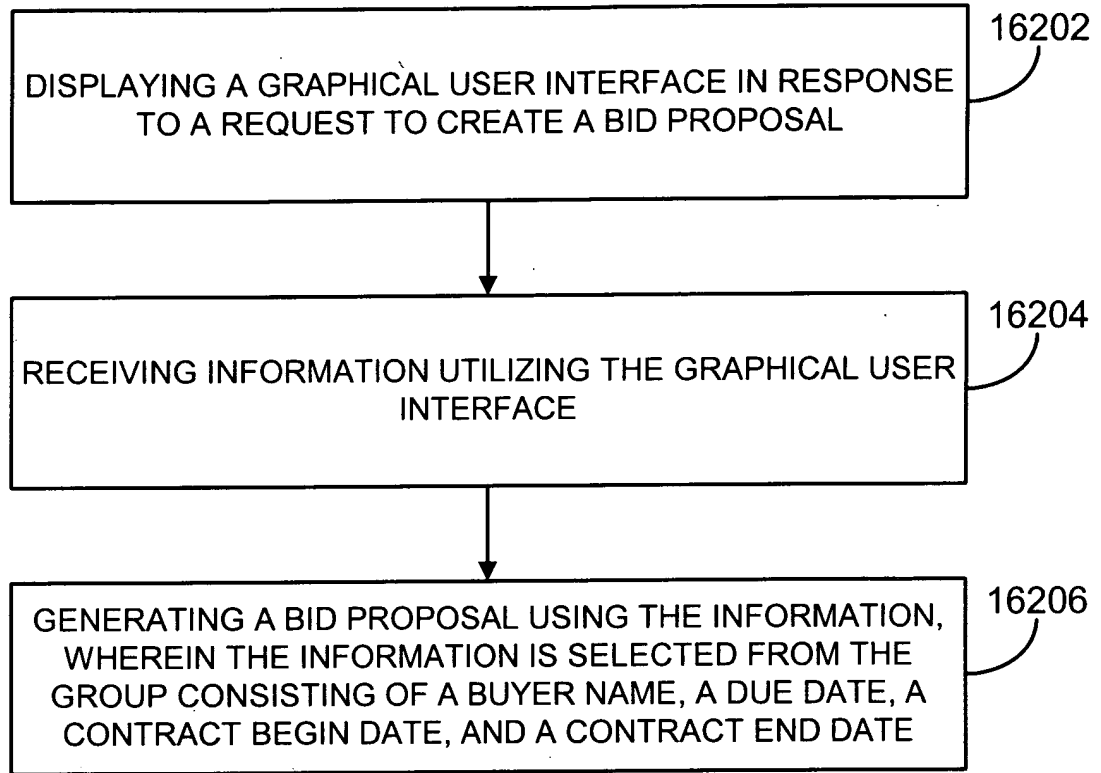 16202
DISPLAYING A GRAPHICAL USER INTERFACE IN RESPONSE
TO A REQUEST TO CREATE A BID PROPOSAL
16204
RECEIVING INFORMATION UTILIZING THE GRAPHICAL USER
INTERFACE
16206
GENERATING A BID PROPOSAL USING THE INFORMATION,
WHEREIN THE INFORMATION IS SELECTED FROM THE
GROUP CONSISTING OF A BUYER NAME, A DUE DATE, A
CONTRACT BEGIN DATE, AND A CONTRACT END DATE